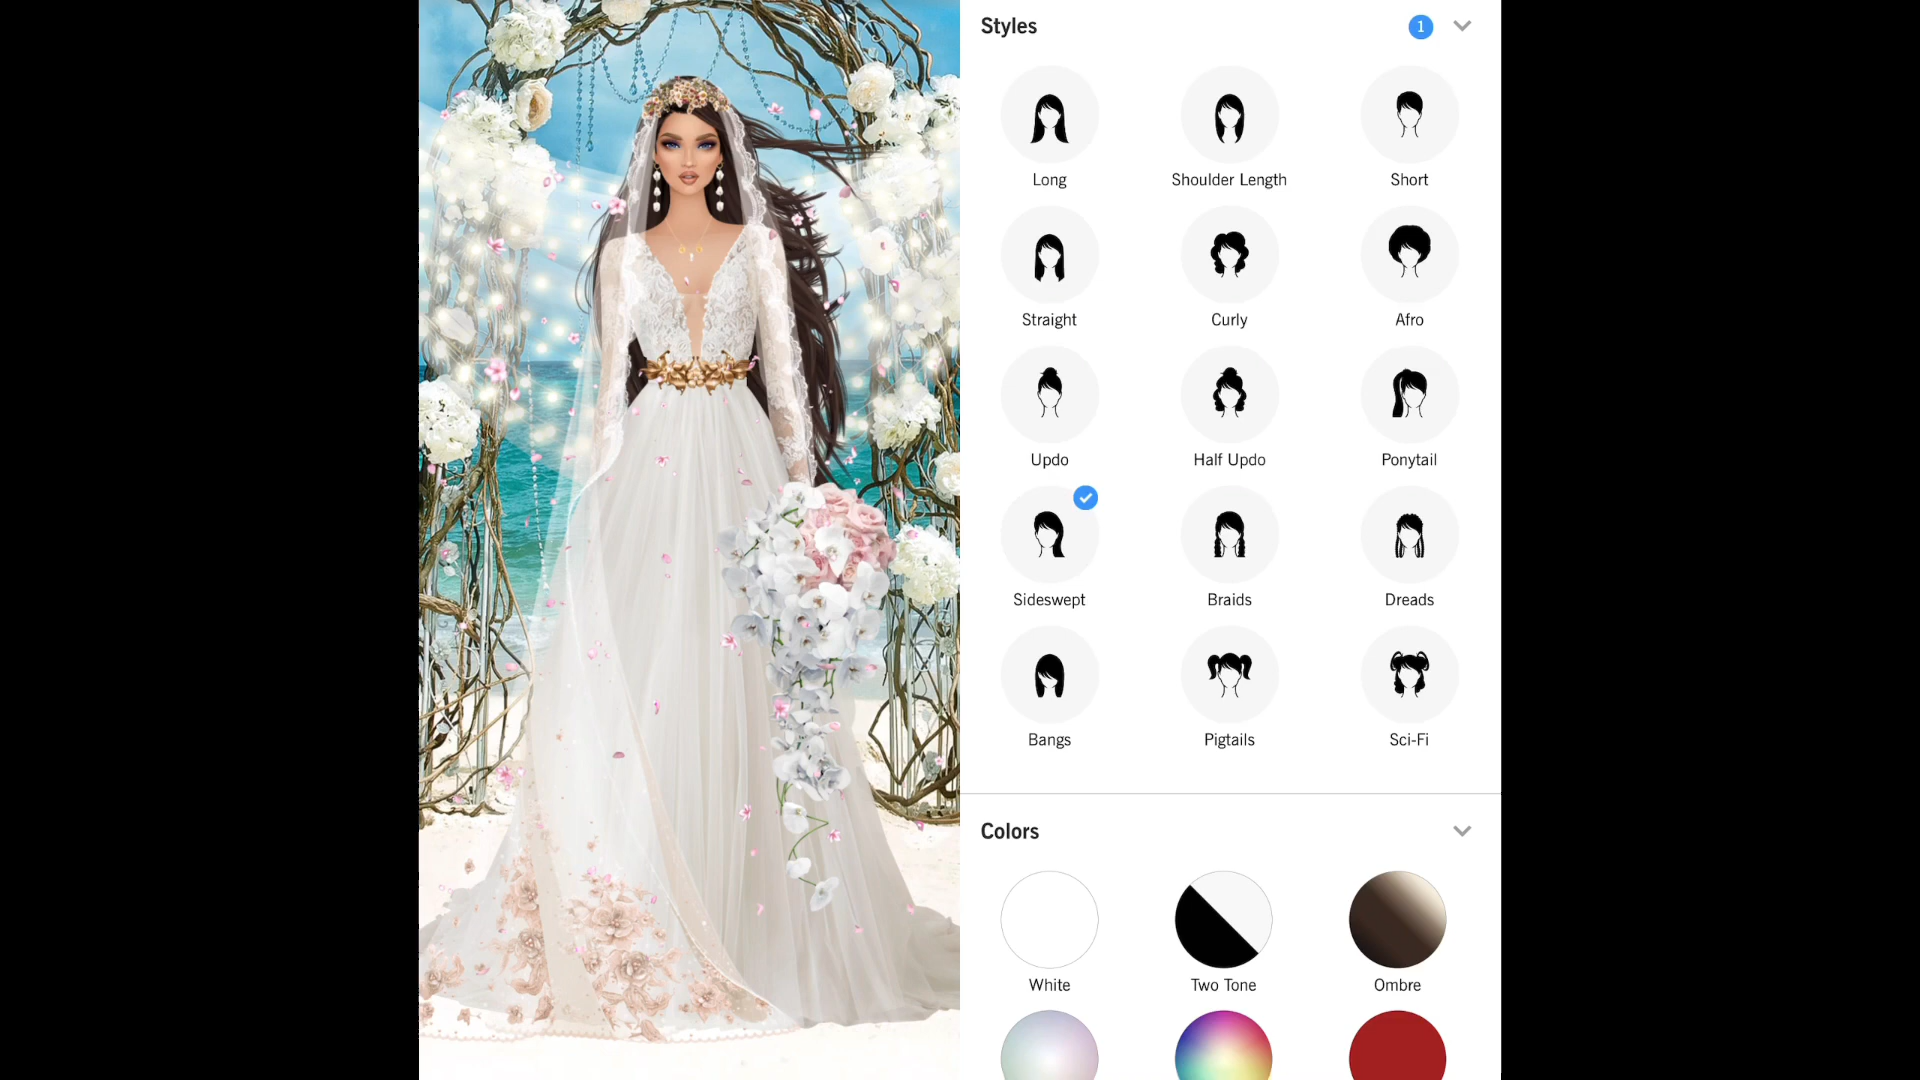 Styles
1
Long
Shoulder Length
Short
Straight
Curly
Afro
Updo
Half Updo
Ponytail
Sideswept
Braids
Dreads
Bangs
Pigtails
Sci-Fi
Colors
White
Two Tone
Ombre